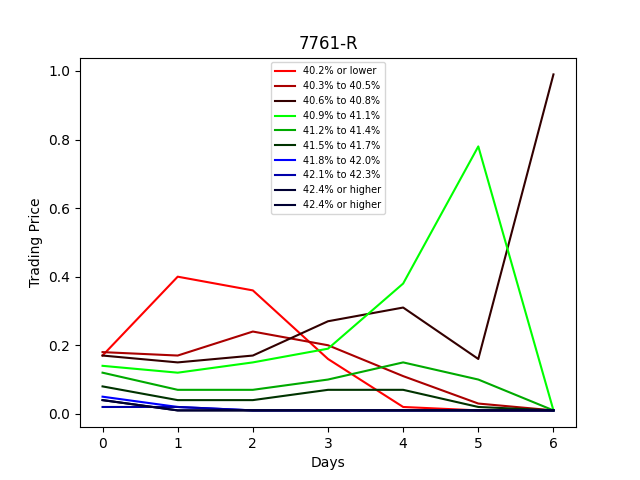 7761-R
1.0
0.8
0.6
0.4
0.2
0.0
Trading Price
40.2% or lower
40.3% to 40.5%
40.6% to 40.8%
40.9% to 41.1%
41.2% to 41.4%
41.5% to 41.7%
41.8% to 42.0%
42.1% to 42.3%
42.4% or higher
42.4% or higher
0 1 2 3 4 5 6
Days